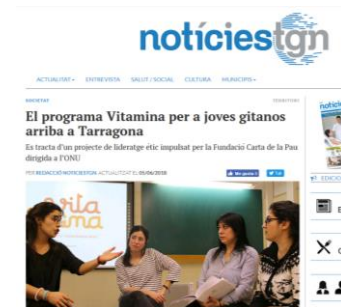 notíciestgn
ACTUALITAT
ENTREVISTA
SALUT I SOCIAL
CULTURA
MUNICIPIS
SOCIETAT
El programa Vitamina per a joves gitanos
arriba a Tarragona
Es tracta d'un projecte de lideratge ètic impulsat per la Fundació Carta de la Pau
dirigida a l'ONU
PER REDACCIÓ NOTICIESTGN, ACTUALITZAT EL 05/06/2018
vita